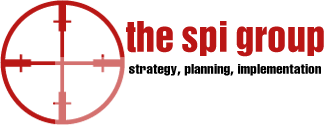 the spi group
strategy, planning, implementation